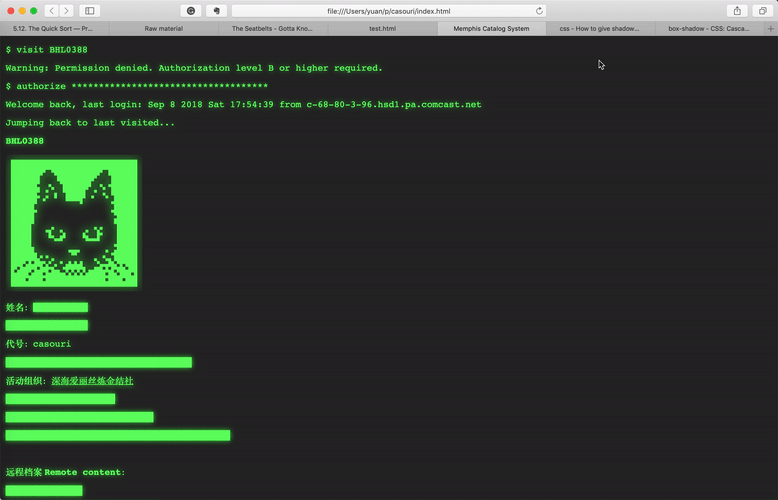 file:///Users/yuan/p/casouri/index.html
5.12. The Quick Sort — Pr...
Raw material
The Seatbelts - Gotta Kno...
test.html
Memphis Catalog System
css - How to give shadow...
box-shadow - CSS: Casca...
$ visit BHL0388
Warning: Permission denied. Authorization level B or higher required.
$ authorize ************************************
Welcome back, last login: Sep 8 2018 Sat 17:54:39 from c-68-80-3-96.hsd1.pa.comcast.net
Jumping back to last visited...
BHL0388
姓名:
代号: casouri
活动组织: 深海爱丽丝炼金结社
远程档案 Remote content: